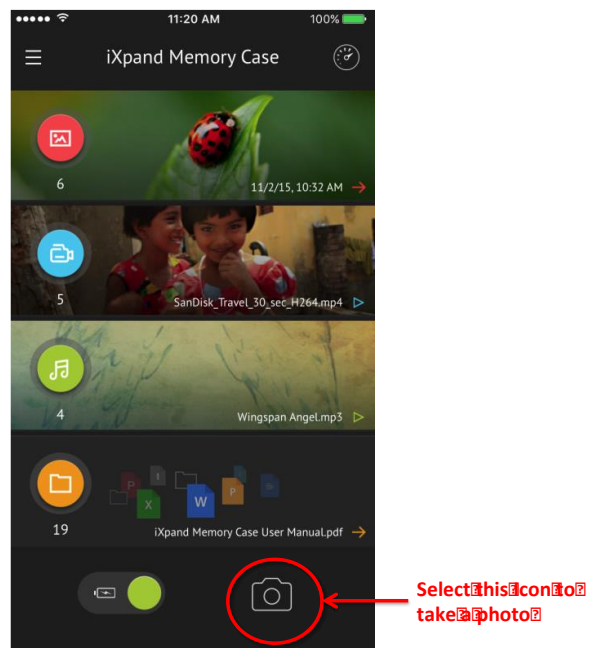 11:20 AM
100%
iXpand Memory Case
6
11/2/15, 10:32 AM
5
SanDisk_Travel_30_sec_H264.mp4
4
Wingspan Angel.mp3
P
I
X
W
P
19
iXpand Memory Case User Manual.pdf
Select⍰this⍰Icon⍰to⍰
take⍰a⍰photo⍰